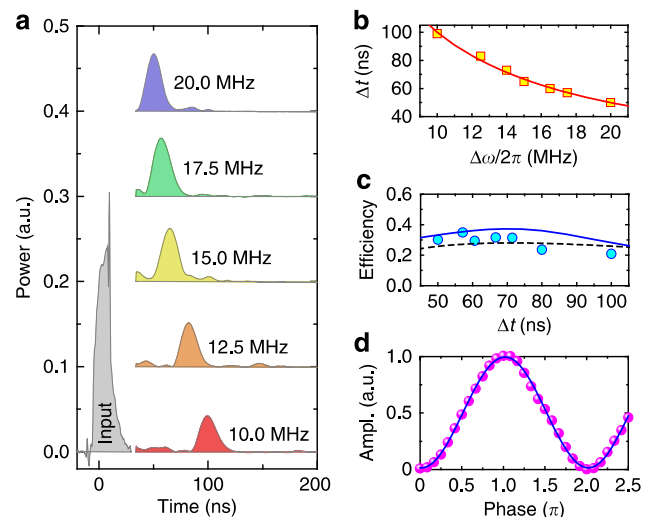 a
0.5
0.4
0.3
0.2
0.1
0.0
Power (a.u.)
20.0 MHz
17.5 MHz
15.0 MHz
12.5 MHz
10.0 MHz
Input
0
100
200
Time (ns)
b
100
80
60
40
Δt (ns)
10 12 14 16 18 20
Δω/2π (MHz)
c
0.6
0.4
0.2
0.0
Efficiency
50 60 70 80 90 100
Δt (ns)
d
1.0
0.5
0
Ampl. (a.u.)
0 0.5 1.0 1.5 2.0 2.5
Phase (π)